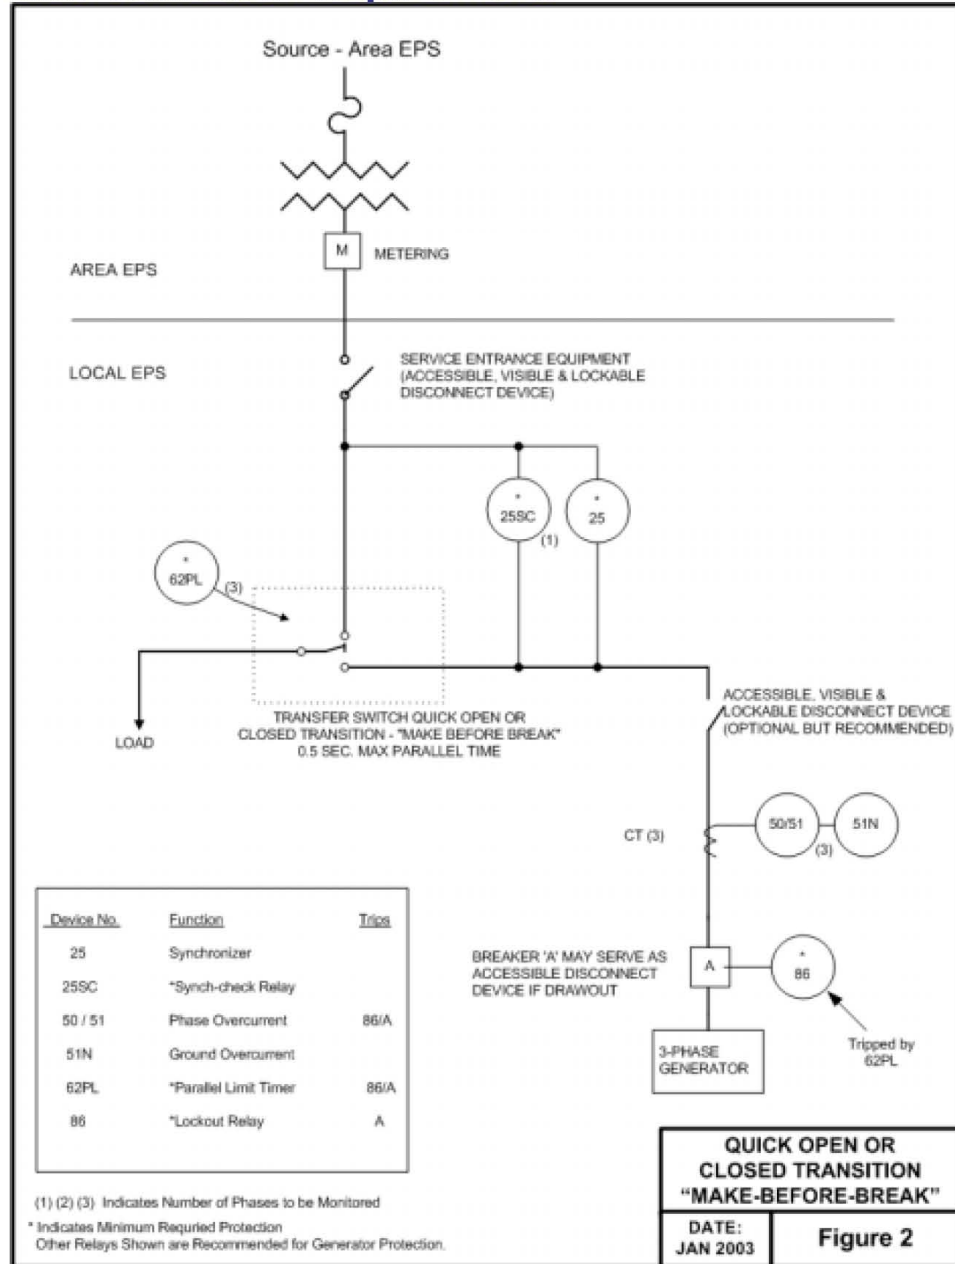 Source - Area EPS
M
METERING
AREA EPS
LOCAL EPS
SERVICE ENTRANCE EQUIPMENT
(ACCESSIBLE, VISIBLE & LOCKABLE
DISCONNECT DEVICE)
*
25SC
(1)
*
25
*
62PL
(3)
TRANSFER SWITCH QUICK OPEN OR
CLOSED TRANSITION - "MAKE BEFORE BREAK"
0.5 SEC. MAX PARALLEL TIME
LOAD
ACCESSIBLE, VISIBLE &
LOCKABLE DISCONNECT DEVICE
(OPTIONAL BUT RECOMMENDED)
CT (3)
50/51
(3)
51N
BREAKER 'A' MAY SERVE AS
ACCESSIBLE DISCONNECT
DEVICE IF DRAWOUT
A
*
86
Tripped by
62PL
3-PHASE
GENERATOR
Device No. Function Trips
25 Synchronizer
25SC *Synch-check Relay
50 / 51 Phase Overcurrent 86/A
51N Ground Overcurrent
62PL *Parallel Limit Timer 86/A
86 *Lockout Relay A
(1) (2) (3) Indicates Number of Phases to be Monitored
* Indicates Minimum Requried Protection
Other Relays Shown are Recommended for Generator Protection.
QUICK OPEN OR
CLOSED TRANSITION
"MAKE-BEFORE-BREAK"
DATE:
JAN 2003
Figure 2